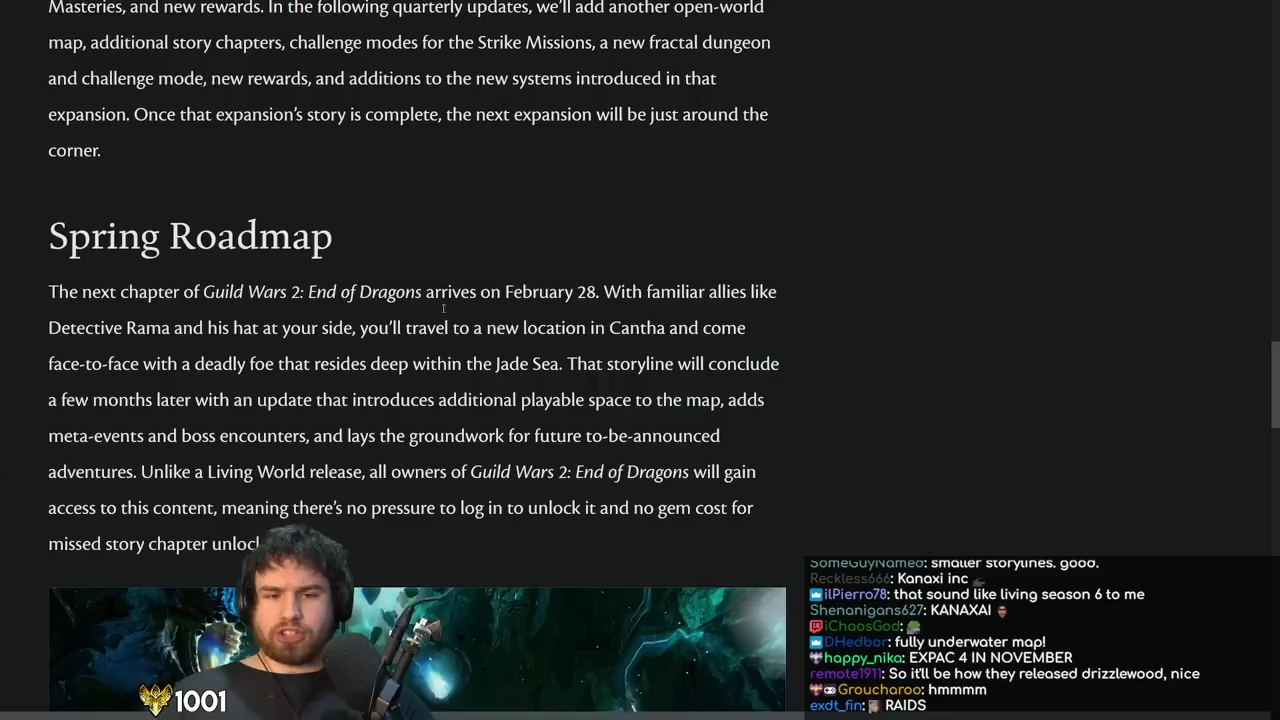 Masteries, and new rewards. In the following quarterly updates, we'll add another open-world
map, additional story chapters, challenge modes for the Strike Missions, a new fractal dungeon
and challenge mode, new rewards, and additions to the new systems introduced in that
expansion. Once that expansion's story is complete, the next expansion will be just around the
corner.
Spring Roadmap
The next chapter of Guild Wars 2: End of Dragons arrives on February 28. With familiar allies like
Detective Rama and his hat at your side, you'll travel to a new location in Cantha and come
face-to-face with a deadly foe that resides deep within the Jade Sea. That storyline will conclude
a few months later with an update that introduces additional playable space to the map, adds
meta-events and boss encounters, and lays the groundwork for future to-be-announced
adventures. Unlike a Living World release, all owners of Guild Wars 2: End of Dragons will gain
access to this content, meaning there's no pressure to log in to unlock it and no gem cost for
missed story chapter
1001
SomeGuyNamed: smaller storylines. good.
Reckless666: Kanaxi inc
ilPierro78: that sound like living season 6 to me
Shenanigans627: KANAXAI
iChaosGod:
DHedbor: fully underwater map!
happy_nika: EXPAC 4 IN NOVEMBER
remote1911: So it'll be how they released drizzlewood, nice
Groucharoo: hmmmm
exdt_fin: RAIDS